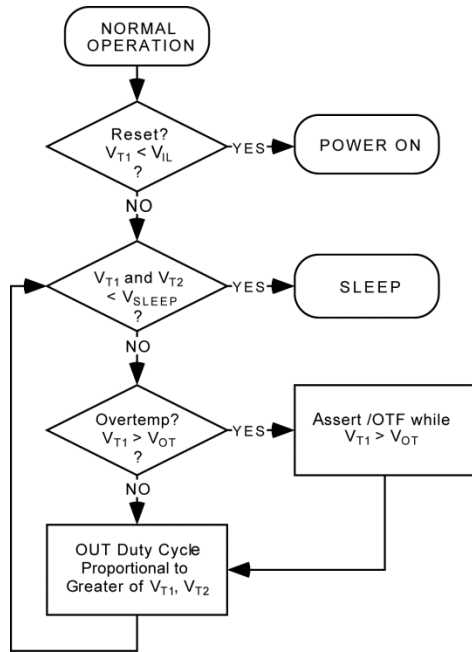 NORMAL
OPERATION
Reset?
V_T1 < V_IL
?
YES
POWER ON
NO
V_T1 and V_T2
< V_SLEEP
?
YES
SLEEP
NO
Overtemp?
V_T1 > V_OT
?
YES
Assert /OTF while
V_T1 > V_OT
NO
OUT Duty Cycle
Proportional to
Greater of V_T1, V_T2